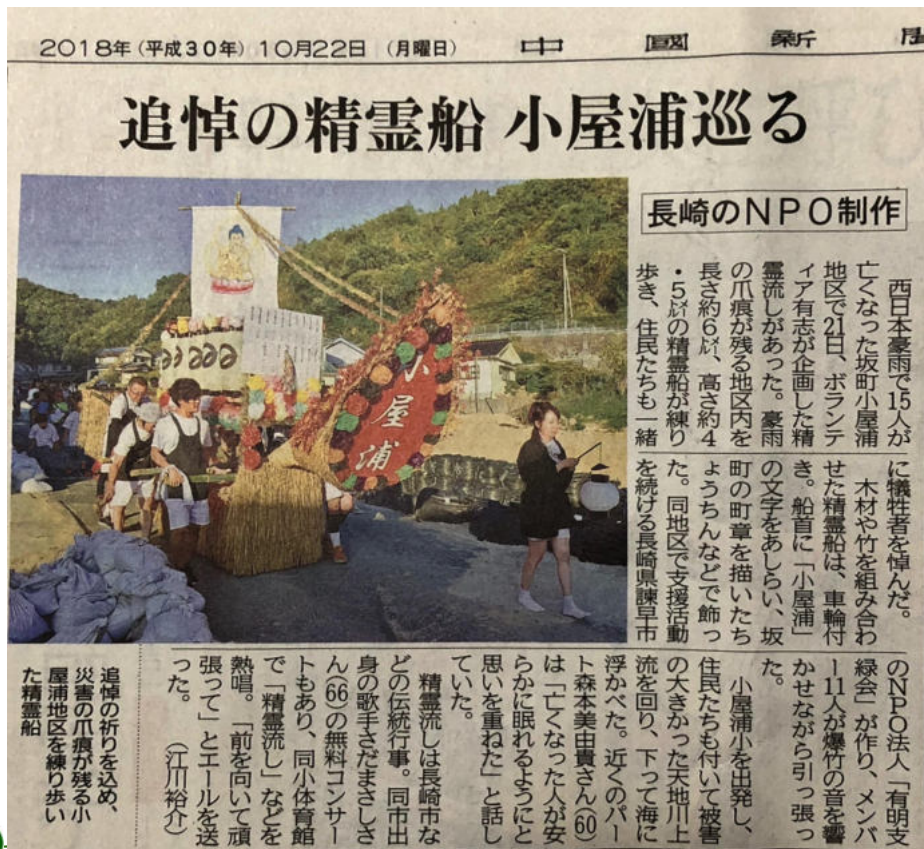 2018年(平成30年)10月22日 (月曜日) 中國新聞
追悼の精霊船 小屋浦巡る
長崎のNPO制作
西日本豪雨で15人が
亡くなった坂町小屋浦
地区で21日、ボランテ
ィア有志が企画した精
霊流しがあった。豪雨
の爪痕が残る地区内を
長さ約6㍍、高さ約4
・5㍍の精霊船が練り
歩き、住民たちも一緒
に犠牲者を悼んだ。
木材や竹を組み合わ
せた精霊船は、車輪付
き。船首に「小屋浦」
の文字をあしらい、坂
町の町章を描いたち
ょうちんなどで飾っ
た。同地区で支援活動
を続ける長崎県諫早市
のNPO法人「有明支
緑会」が作り、メンバ
ー11人が爆竹の音を響
かせながら引っ張っ
た。
小屋浦小を出発し、
住民たちも付いて被害
の大きかった天地川上
流を回り、下って海に
浮かべた。近くのパー
ト森本美由貴さん(60)
は「亡くなった人が安
らかに眠れるようにと
思いを重ねた」と話し
ていた。
精霊流しは長崎市な
どの伝統行事。同市出
身の歌手さだまさしさ
ん(66)の無料コンサー
トもあり、同小体育館
で「精霊流し」などを
熱唱。「前を向いて頑
張って」とエールを送
った。 (江川裕介)
小屋浦
追悼の祈りを込め、
災害の爪痕が残る小
屋浦地区を練り歩い
た精霊船